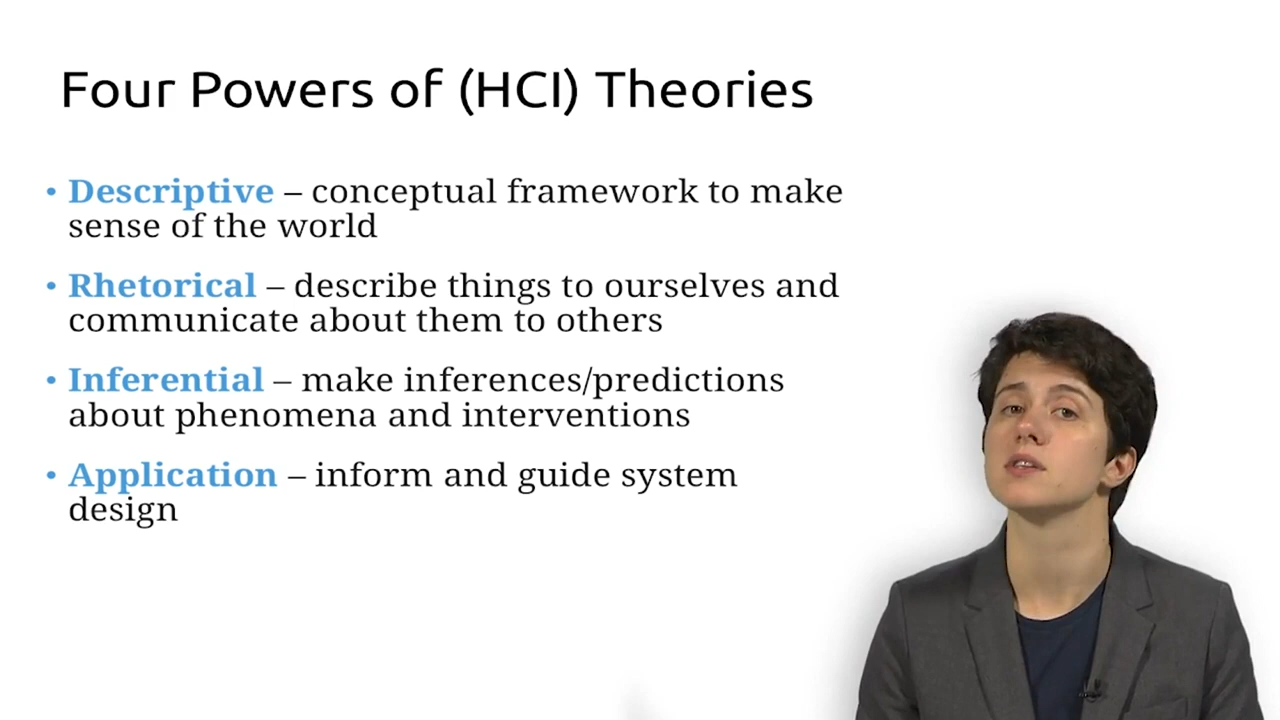 Four Powers of (HCI) Theories
• Descriptive – conceptual framework to make
sense of the world
• Rhetorical – describe things to ourselves and
communicate about them to others
• Inferential – make inferences/predictions
about phenomena and interventions
• Application – inform and guide system
design